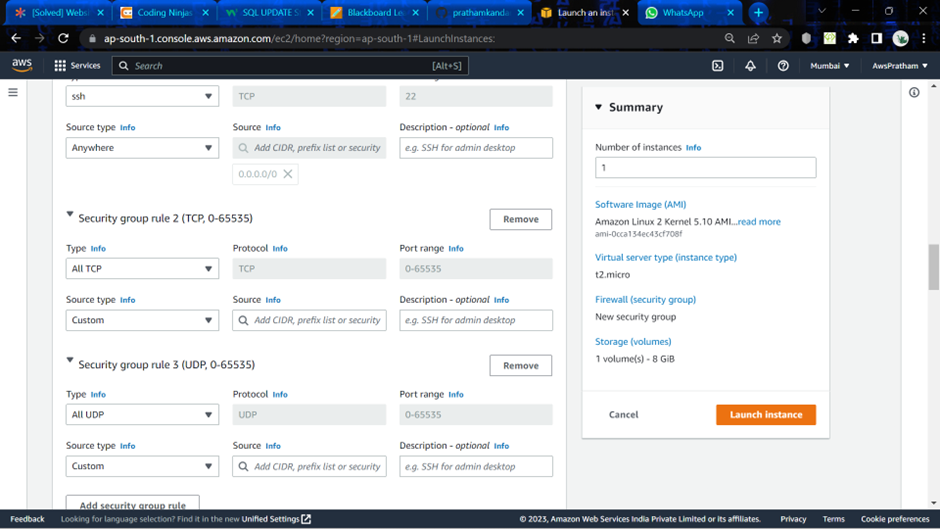 {Solved} Websi
Coding Ninjas
SQL UPDATE S
Blackboard Le
prathamkanda
Launch an inst
WhatsApp
ap-south-1.console.aws.amazon.com/ec2/home?region=ap-south-1#LaunchInstances:
aws
Services
Search
[Alt+S]
Mumbai
AwsPratham
ssh
TCP
22
Source type Info
Source Info
Description - optional Info
Anywhere
Add CIDR, prefix list or security
e.g. SSH for admin desktop
0.0.0.0/0
Security group rule 2 (TCP, 0-65535)
Remove
Type Info
Protocol Info
Port range Info
All TCP
TCP
0-65535
Source type Info
Source Info
Description - optional Info
Custom
Add CIDR, prefix list or security
e.g. SSH for admin desktop
Security group rule 3 (UDP, 0-65535)
Remove
Type Info
Protocol Info
Port range Info
All UDP
UDP
0-65535
Source type Info
Source Info
Description - optional Info
Custom
Add CIDR, prefix list or security
e.g. SSH for admin desktop
Add security group rule
Summary
Number of instances Info
1
Software Image (AMI)
Amazon Linux 2 Kernel 5.10 AMI...read more
ami-0cca134ec43cf708f
Virtual server type (instance type)
t2.micro
Firewall (security group)
New security group
Storage (volumes)
1 volume(s) - 8 GiB
Cancel
Launch instance
Feedback
Looking for language selection? Find it in the new Unified Settings
© 2023, Amazon Web Services India Private Limited or its affiliates.
Privacy
Terms
Cookie preferences